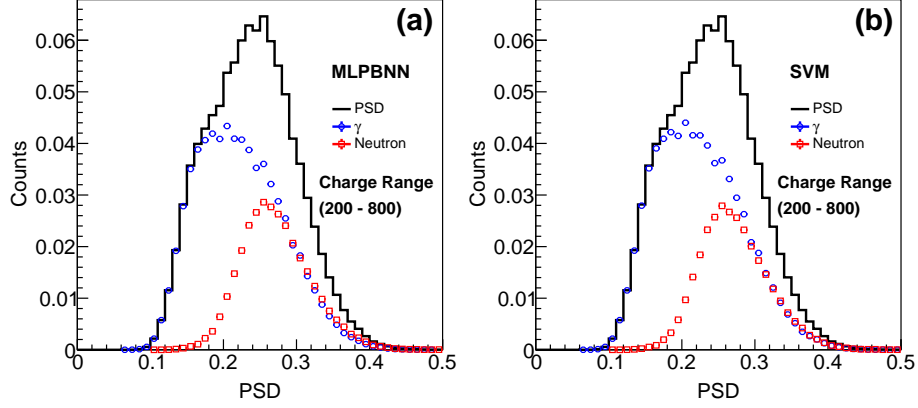 (a)
MLPBNN
PSD
γ
Neutron
Charge Range
(200 - 800)
Counts
0.06
0.05
0.04
0.03
0.02
0.01
0
0 0.1 0.2 0.3 0.4 0.5
PSD
(b)
SVM
PSD
γ
Neutron
Charge Range
(200 - 800)
Counts
0.06
0.05
0.04
0.03
0.02
0.01
0
0 0.1 0.2 0.3 0.4 0.5
PSD